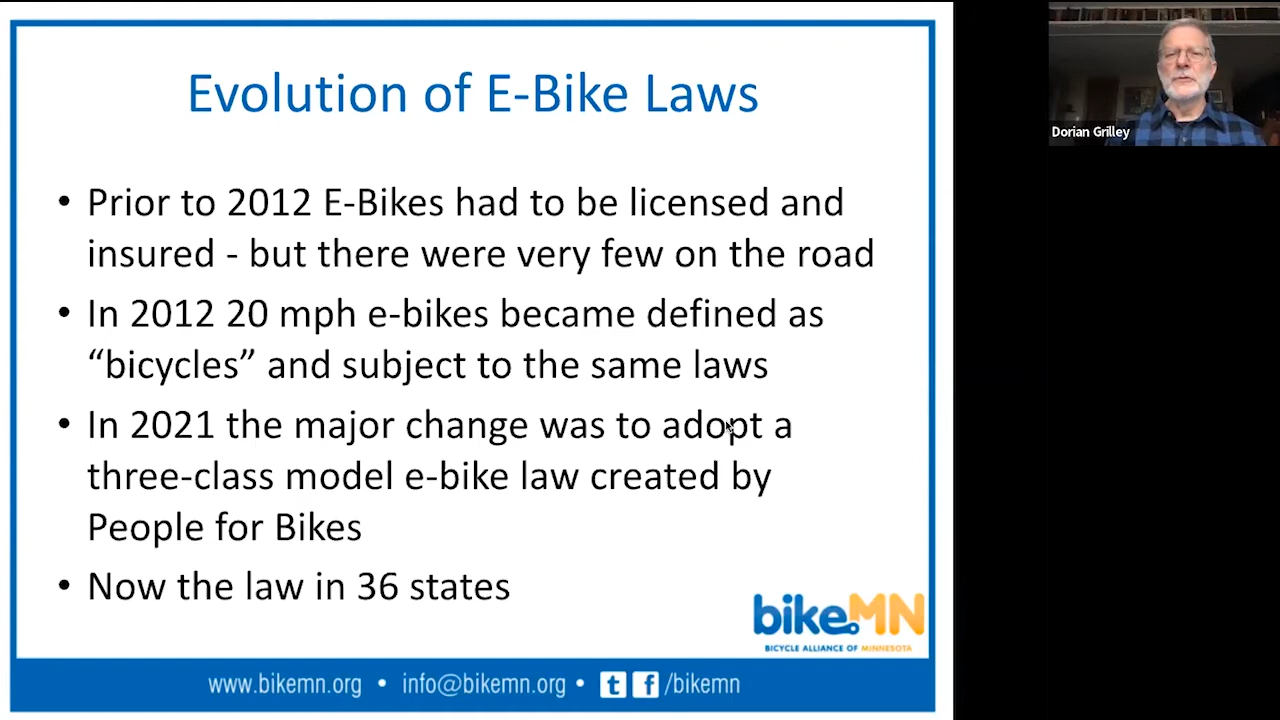 Evolution of E-Bike Laws
• Prior to 2012 E-Bikes had to be licensed and
insured - but there were very few on the road
• In 2012 20 mph e-bikes became defined as
“bicycles” and subject to the same laws
• In 2021 the major change was to adopt a
three-class model e-bike law created by
People for Bikes
• Now the law in 36 states
bikeMN
BICYCLE ALLIANCE OF MINNESOTA
www.bikemn.org • info@bikemn.org • t f /bikemn
Dorian Grilley